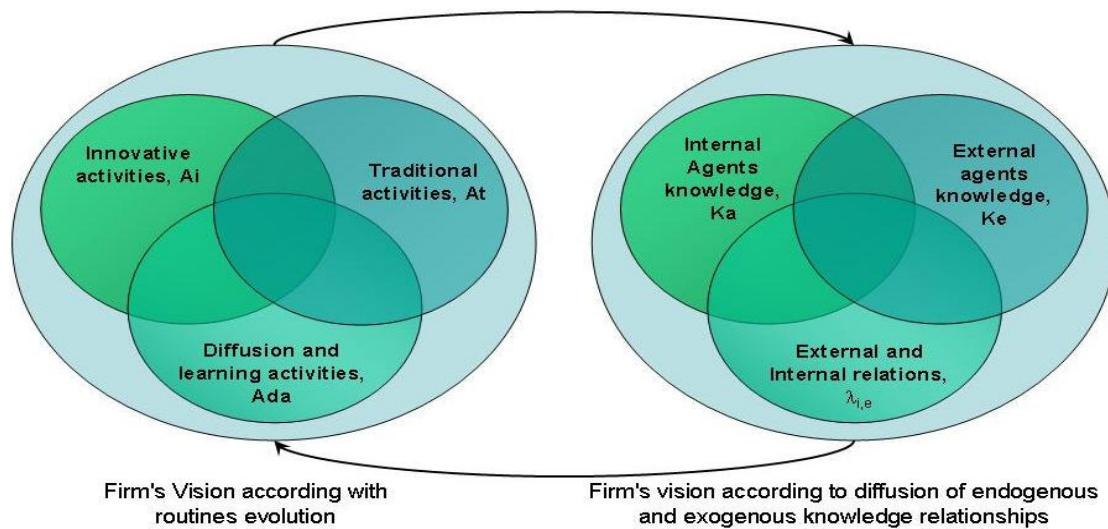 Innovative
activities, Ai
Traditional
activities, At
Diffusion and
learning activities,
Ada
Internal
Agents
knowledge,
Ka
External
agents
knowledge,
Ke
External and
Internal relations,
λi,e
Firm's Vision according with
routines evolution
Firm's vision according to diffusion of endogenous
and exogenous knowledge relationships